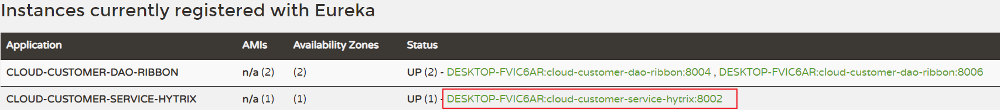 Instances currently registered with Eureka
Application AMIs Availability Zones Status
CLOUD-CUSTOMER-DAO-RIBBON n/a (2) (2) UP (2) - DESKTOP-FVIC6AR:cloud-customer-dao-ribbon:8004 , DESKTOP-FVIC6AR:cloud-customer-dao-ribbon:8006
CLOUD-CUSTOMER-SERVICE-HYTRIX n/a (1) (1) UP (1) - DESKTOP-FVIC6AR:cloud-customer-service-hytrix:8002